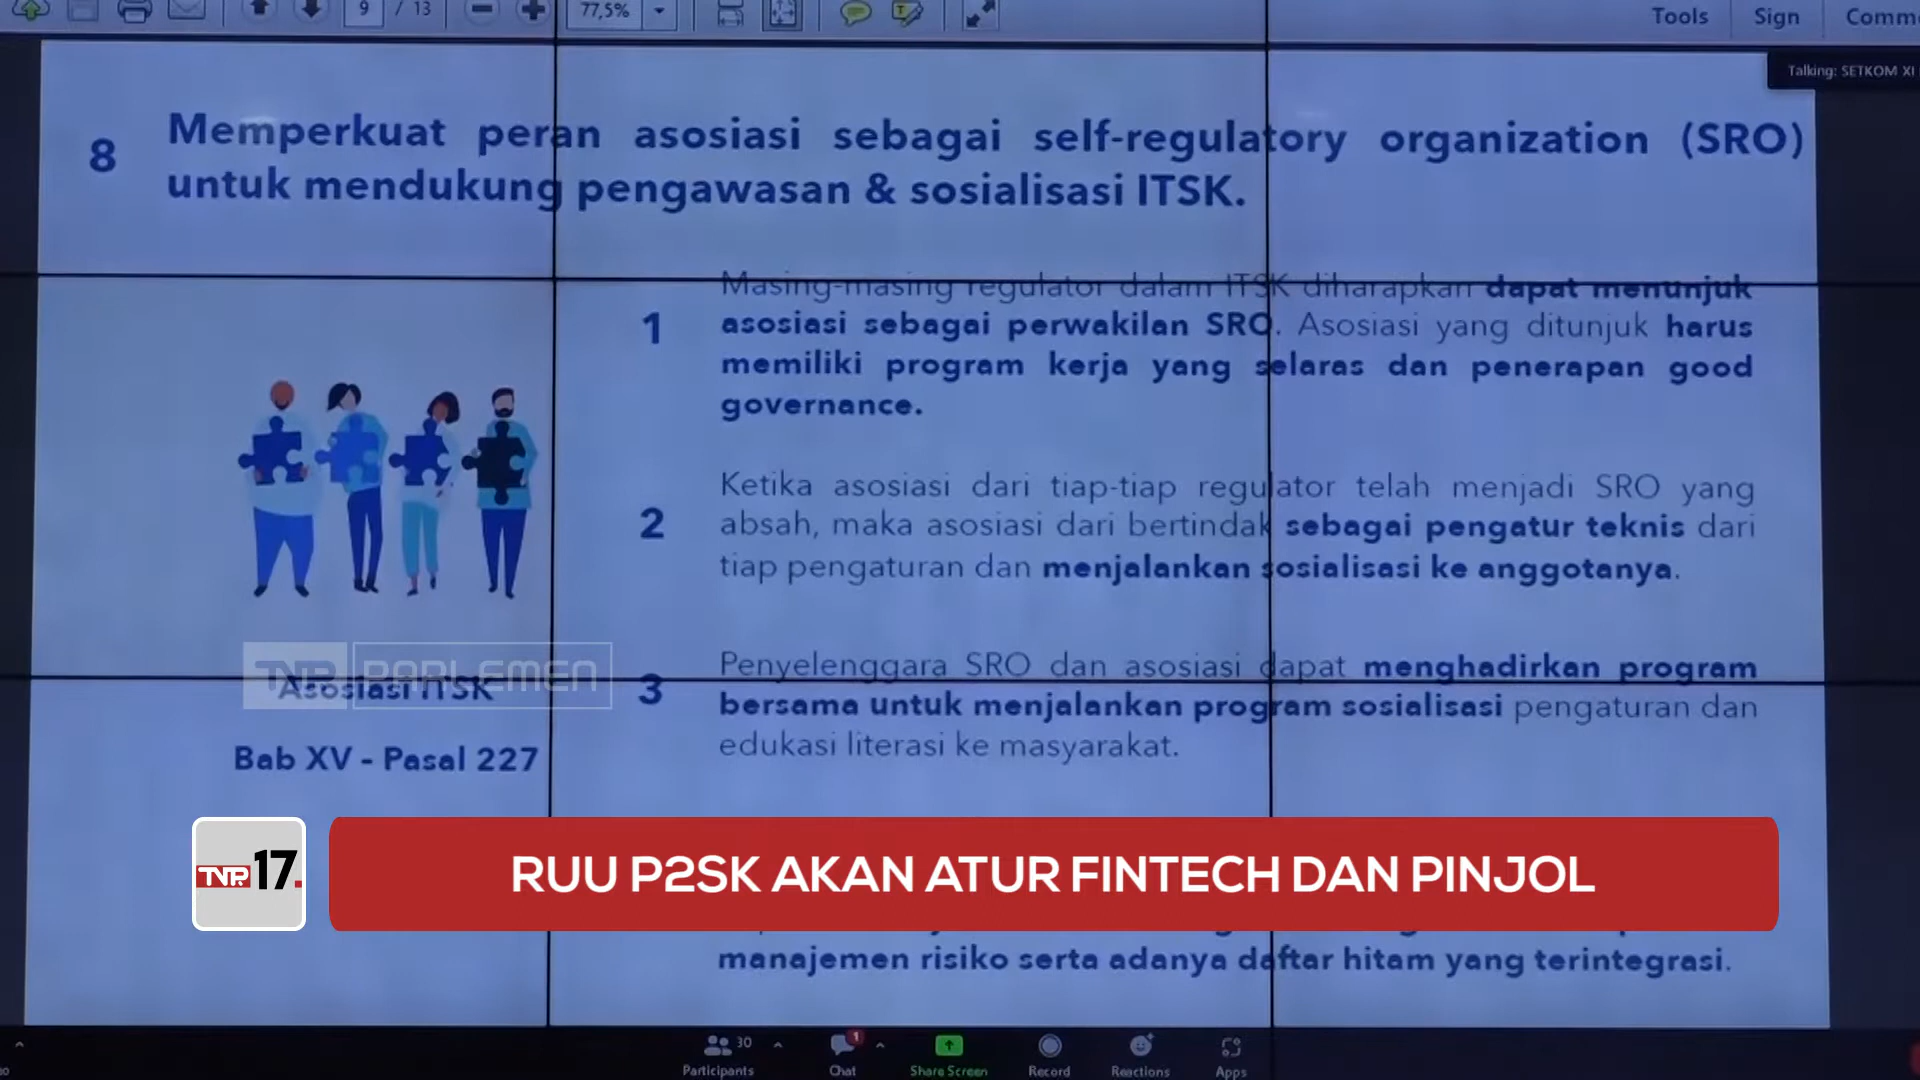 9 / 13
77,5%
Tools
Sign
Talking: SETKOM XI
8
Memperkuat peran asosiasi sebagai self-regulatory organization (SRO)
untuk mendukung pengawasan & sosialisasi ITSK.
1
Masing-masing regulator dalam ITSK diharapkan dapat menunjuk
asosiasi sebagai perwakilan SRO. Asosiasi yang ditunjuk harus
memiliki program kerja yang selaras dan penerapan good
governance.
2
Ketika asosiasi dari tiap-tiap regulator telah menjadi SRO yang
absah, maka asosiasi dari bertindak sebagai pengatur teknis dari
tiap pengaturan dan menjalankan sosialisasi ke anggotanya.
TVR PARLEMEN
Asosiasi ITSK
Bab XV - Pasal 227
3
Penyelenggara SRO dan asosiasi dapat menghadirkan program
bersama untuk menjalankan program sosialisasi pengaturan dan
edukasi literasi ke masyarakat.
TVR 17.
RUU P2SK AKAN ATUR FINTECH DAN PINJOL
manajemen risiko serta adanya daftar hitam yang terintegrasi.
30
1
Participants
Chat
Share Screen
Record
Reactions
Apps